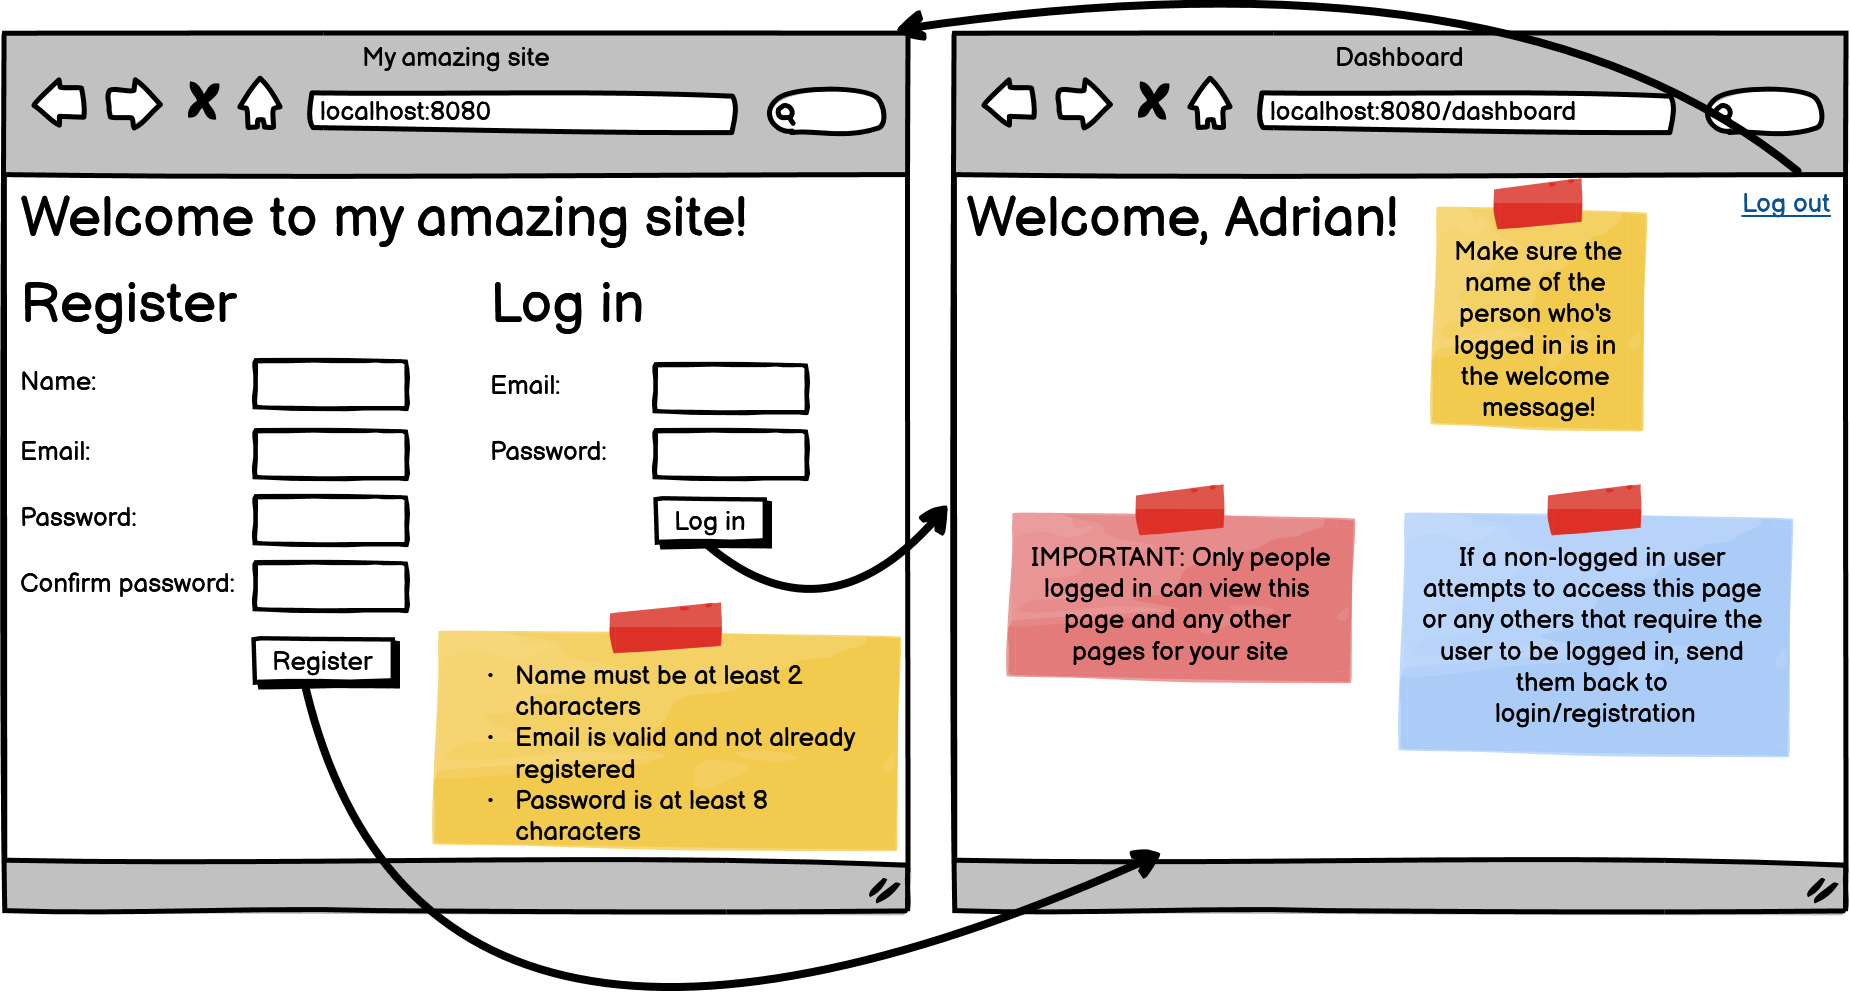 My amazing site
localhost:8080
Welcome to my amazing site!
Register
Name:
Email:
Password:
Confirm password:
Register
Log in
Email:
Password:
Log in
• Name must be at least 2
characters
• Email is valid and not already
registered
• Password is at least 8
characters
Dashboard
localhost:8080/dashboard
Welcome, Adrian!
Log out
Make sure the
name of the
person who's
logged in is in
the welcome
message!
IMPORTANT: Only people
logged in can view this
page and any other
pages for your site
If a non-logged in user
attempts to access this page
or any others that require the
user to be logged in, send
them back to
login/registration